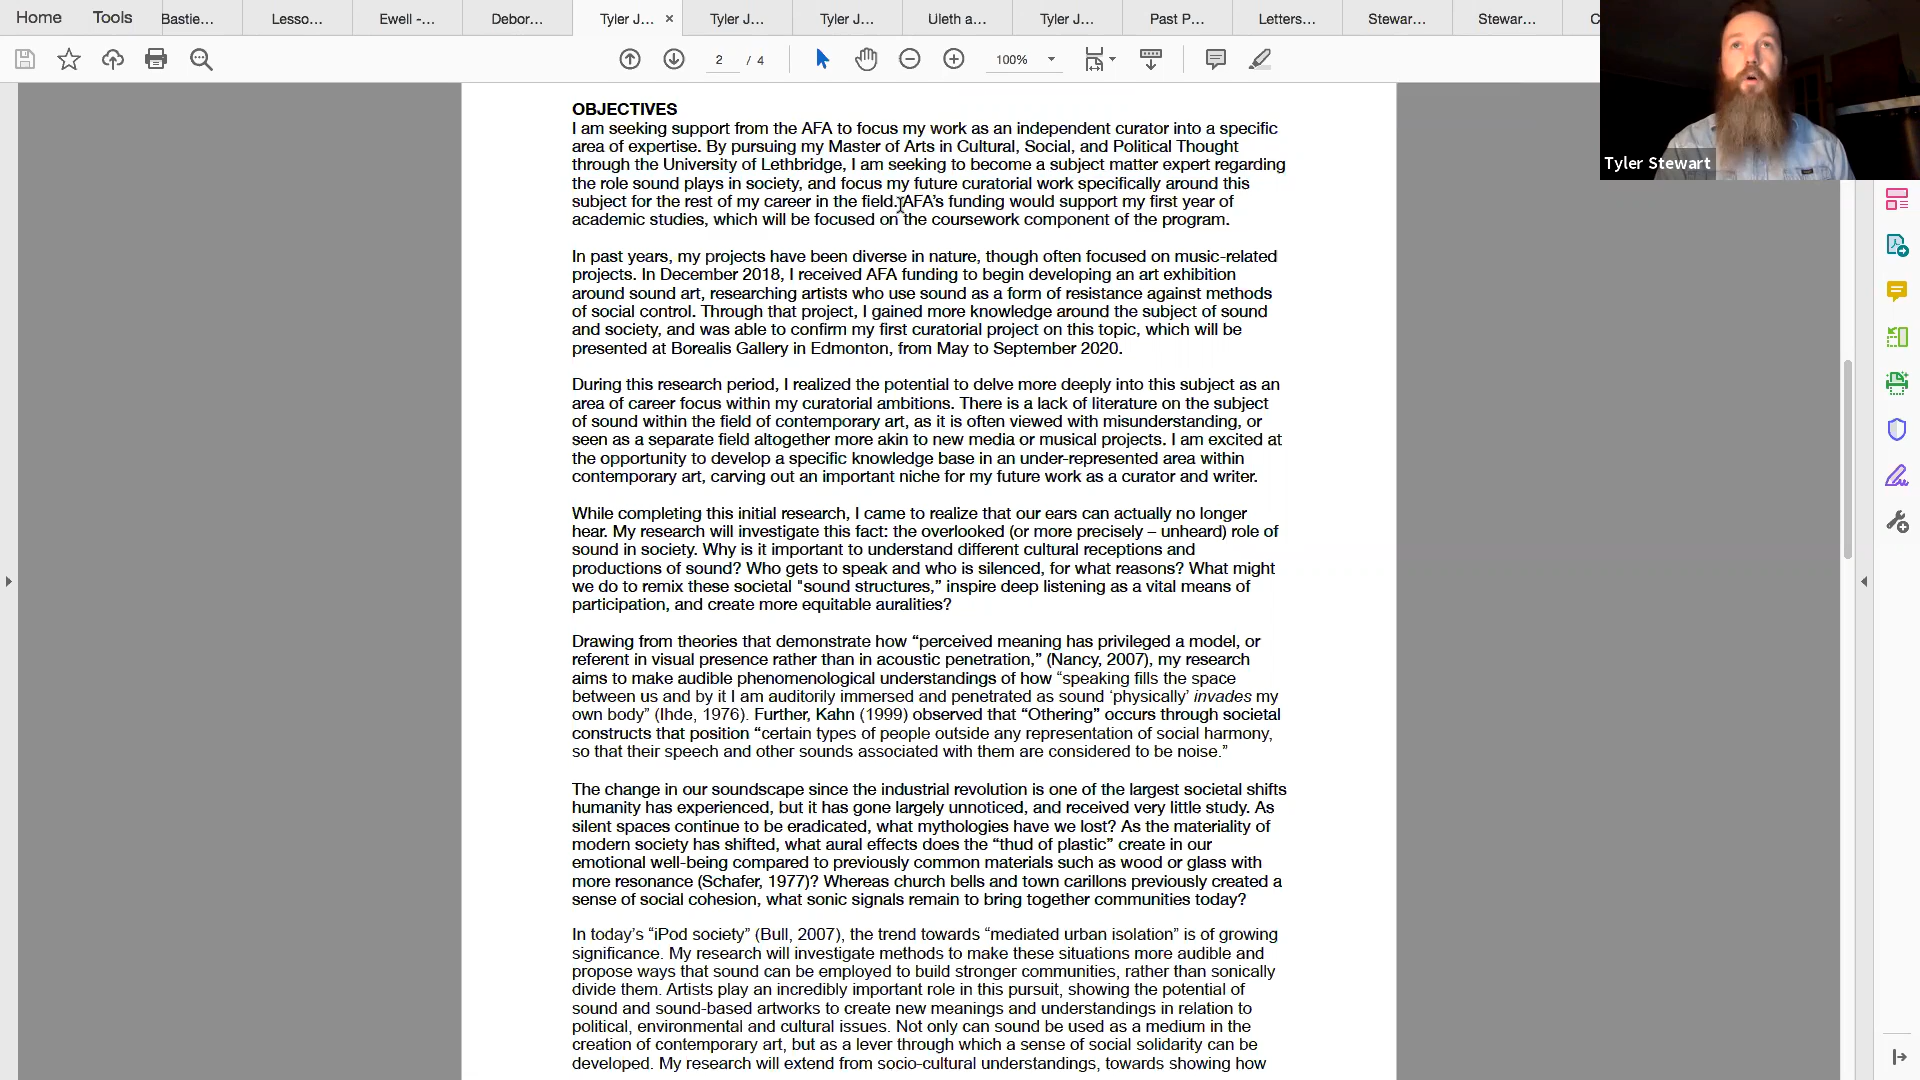 Home
Tools
Bastie...
Lesso...
Ewell -...
Debor...
Tyler J... ×
Tyler J...
Tyler J...
Uleth a...
Tyler J...
Past P...
Letters...
Stewar...
Stewar...
2 / 4
100%
Tyler Stewart
OBJECTIVES
I am seeking support from the AFA to focus my work as an independent curator into a specific
area of expertise. By pursuing my Master of Arts in Cultural, Social, and Political Thought
through the University of Lethbridge, I am seeking to become a subject matter expert regarding
the role sound plays in society, and focus my future curatorial work specifically around this
subject for the rest of my career in the field. AFA's funding would support my first year of
academic studies, which will be focused on the coursework component of the program.
In past years, my projects have been diverse in nature, though often focused on music-related
projects. In December 2018, I received AFA funding to begin developing an art exhibition
around sound art, researching artists who use sound as a form of resistance against methods
of social control. Through that project, I gained more knowledge around the subject of sound
and society, and was able to confirm my first curatorial project on this topic, which will be
presented at Borealis Gallery in Edmonton, from May to September 2020.
During this research period, I realized the potential to delve more deeply into this subject as an
area of career focus within my curatorial ambitions. There is a lack of literature on the subject
of sound within the field of contemporary art, as it is often viewed with misunderstanding, or
seen as a separate field altogether more akin to new media or musical projects. I am excited at
the opportunity to develop a specific knowledge base in an under-represented area within
contemporary art, carving out an important niche for my future work as a curator and writer.
While completing this initial research, I came to realize that our ears can actually no longer
hear. My research will investigate this fact: the overlooked (or more precisely – unheard) role of
sound in society. Why is it important to understand different cultural receptions and
productions of sound? Who gets to speak and who is silenced, for what reasons? What might
we do to remix these societal "sound structures,” inspire deep listening as a vital means of
participation, and create more equitable auralities?
Drawing from theories that demonstrate how “perceived meaning has privileged a model, or
referent in visual presence rather than in acoustic penetration,” (Nancy, 2007), my research
aims to make audible phenomenological understandings of how “speaking fills the space
between us and by it I am auditorily immersed and penetrated as sound ‘physically’ invades my
own body” (Ihde, 1976). Further, Kahn (1999) observed that “Othering” occurs through societal
constructs that position “certain types of people outside any representation of social harmony,
so that their speech and other sounds associated with them are considered to be noise.”
The change in our soundscape since the industrial revolution is one of the largest societal shifts
humanity has experienced, but it has gone largely unnoticed, and received very little study. As
silent spaces continue to be eradicated, what mythologies have we lost? As the materiality of
modern society has shifted, what aural effects does the “thud of plastic” create in our
emotional well-being compared to previously common materials such as wood or glass with
more resonance (Schafer, 1977)? Whereas church bells and town carillons previously created a
sense of social cohesion, what sonic signals remain to bring together communities today?
In today’s “iPod society” (Bull, 2007), the trend towards “mediated urban isolation” is of growing
significance. My research will investigate methods to make these situations more audible and
propose ways that sound can be employed to build stronger communities, rather than sonically
divide them. Artists play an incredibly important role in this pursuit, showing the potential of
sound and sound-based artworks to create new meanings and understandings in relation to
political, environmental and cultural issues. Not only can sound be used as a medium in the
creation of contemporary art, but as a lever through which a sense of social solidarity can be
developed. My research will extend from socio-cultural understandings, towards showing how